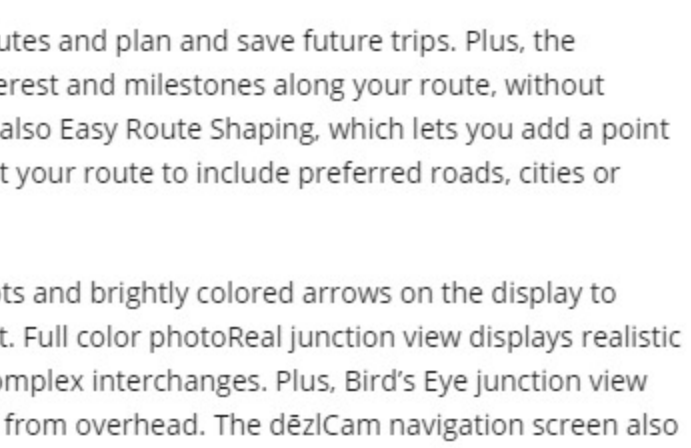 utes and plan and save future trips. Plus, the
erest and milestones along your route, without
also Easy Route Shaping, which lets you add a point
t your route to include preferred roads, cities or
ts and brightly colored arrows on the display to
t. Full color photoReal junction view displays realistic
omplex interchanges. Plus, Bird’s Eye junction view
from overhead. The dēzlCam navigation screen also